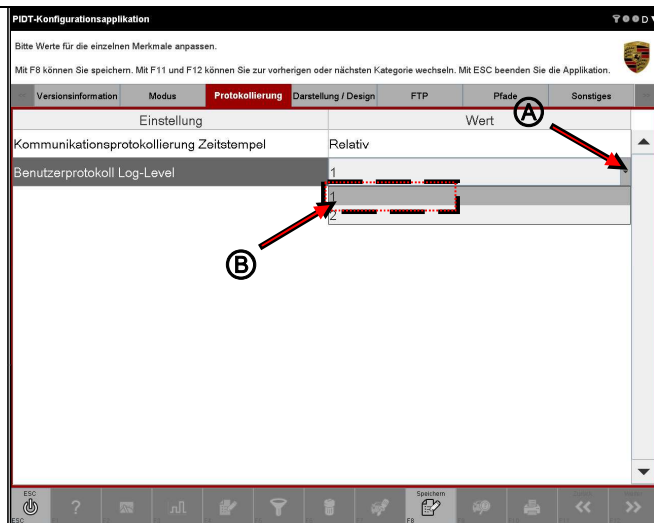 PIDT-Konfigurationsapplikation
Bitte Werte für die einzelnen Merkmale anpassen.
Mit F8 können Sie speichern. Mit F11 und F12 können Sie zur vorherigen oder nächsten Kategorie wechseln. Mit ESC beenden Sie die Applikation.
Versionsinformation Modus Protokollierung Darstellung / Design FTP Pfade Sonstiges
Einstellung Wert
A
Kommunikationsprotokollierung Zeitstempel Relativ
Benutzerprotokoll Log-Level 1
1
2
B
ESC Speichern
ESC F8